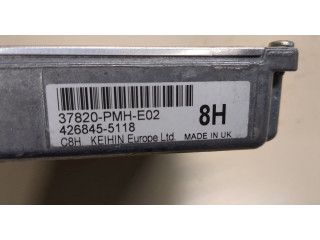 37820-PMH-E02
426845-5118 8H
C8H KEIHIN Europe Ltd. MADE IN UK